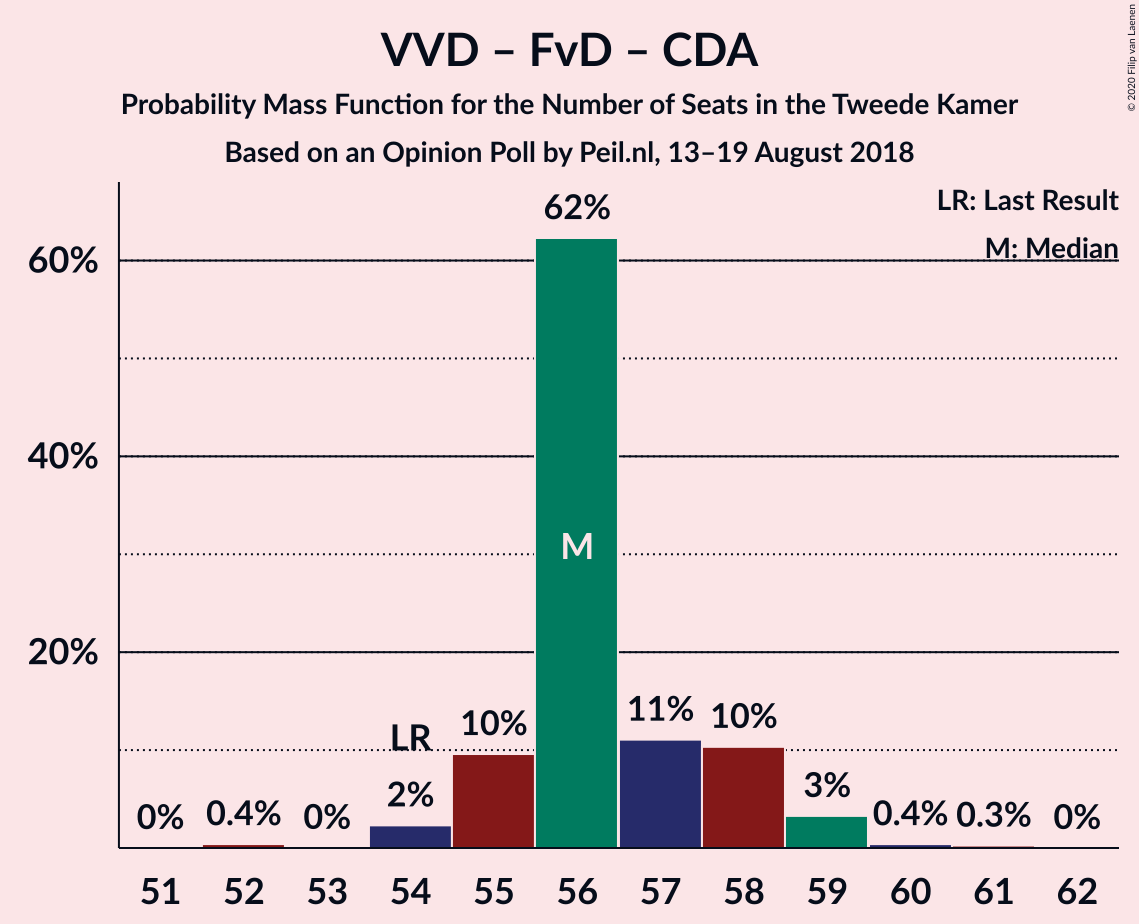 VVD – FvD – CDA
Probability Mass Function for the Number of Seats in the Tweede Kamer
Based on an Opinion Poll by Peil.nl, 13–19 August 2018
© 2020 Filip van Laenen
LR: Last Result
M: Median
62%
60%
M
40%
20%
LR
10%
11%
10%
0%
0.4%
0%
2%
3%
0.4%
0.3%
0%
51 52 53 54 55 56 57 58 59 60 61 62